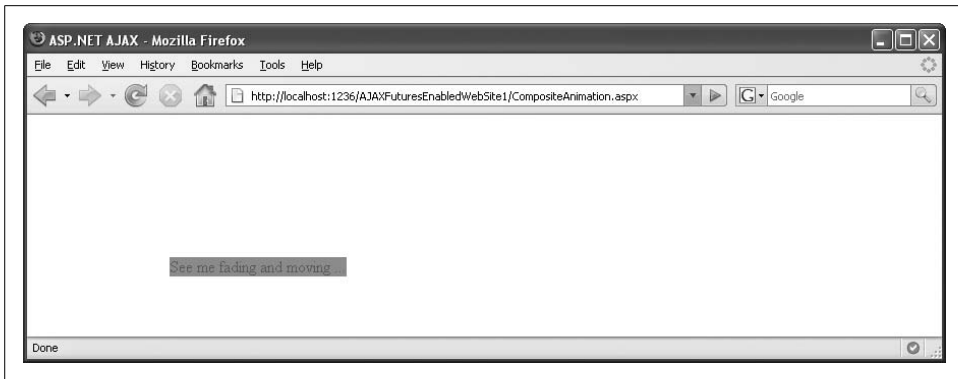 ASP.NET AJAX - Mozilla Firefox
File Edit View History Bookmarks Tools Help
http://localhost:1236/AJAXFuturesEnabledWebSite1/CompositeAnimation.aspx
G Google
See me fading and moving ...
Done